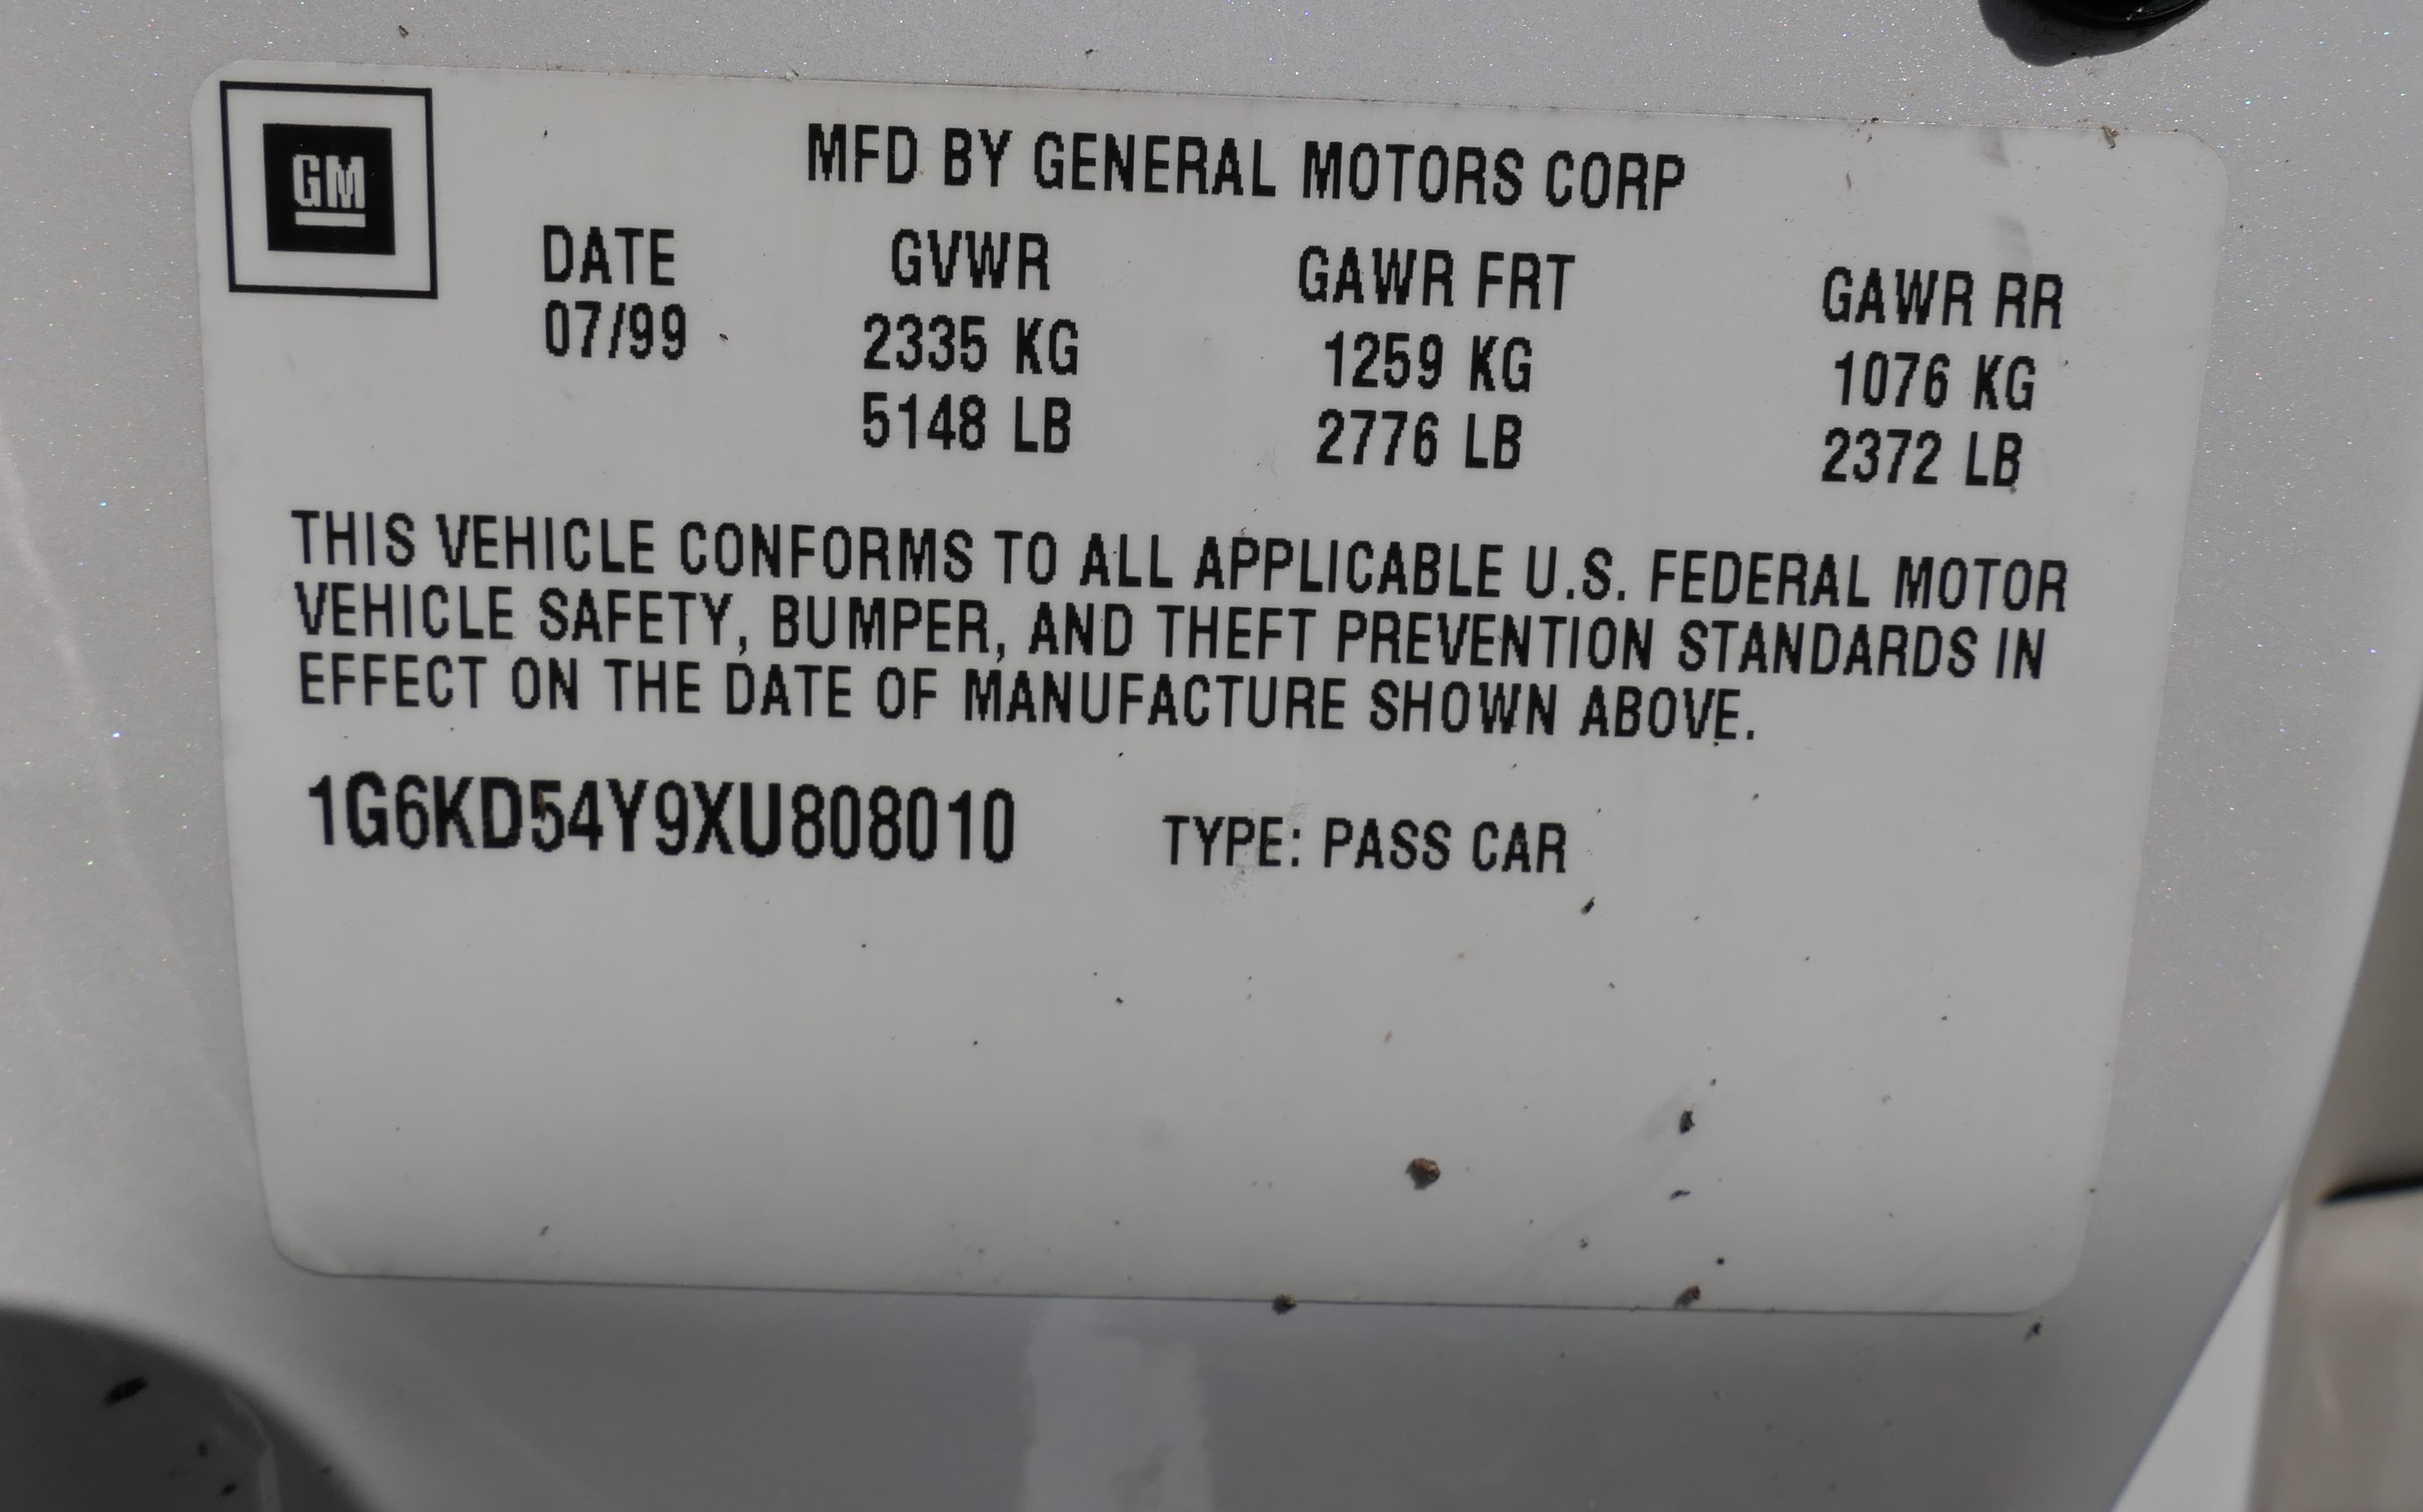 GM
MFD BY GENERAL MOTORS CORP
DATE GVWR GAWR FRT GAWR RR
07/99 2335 KG 1259 KG 1076 KG
5148 LB 2776 LB 2372 LB
THIS VEHICLE CONFORMS TO ALL APPLICABLE U.S. FEDERAL MOTOR
VEHICLE SAFETY, BUMPER, AND THEFT PREVENTION STANDARDS IN
EFFECT ON THE DATE OF MANUFACTURE SHOWN ABOVE.
1G6KD54Y9XU808010 TYPE: PASS CAR